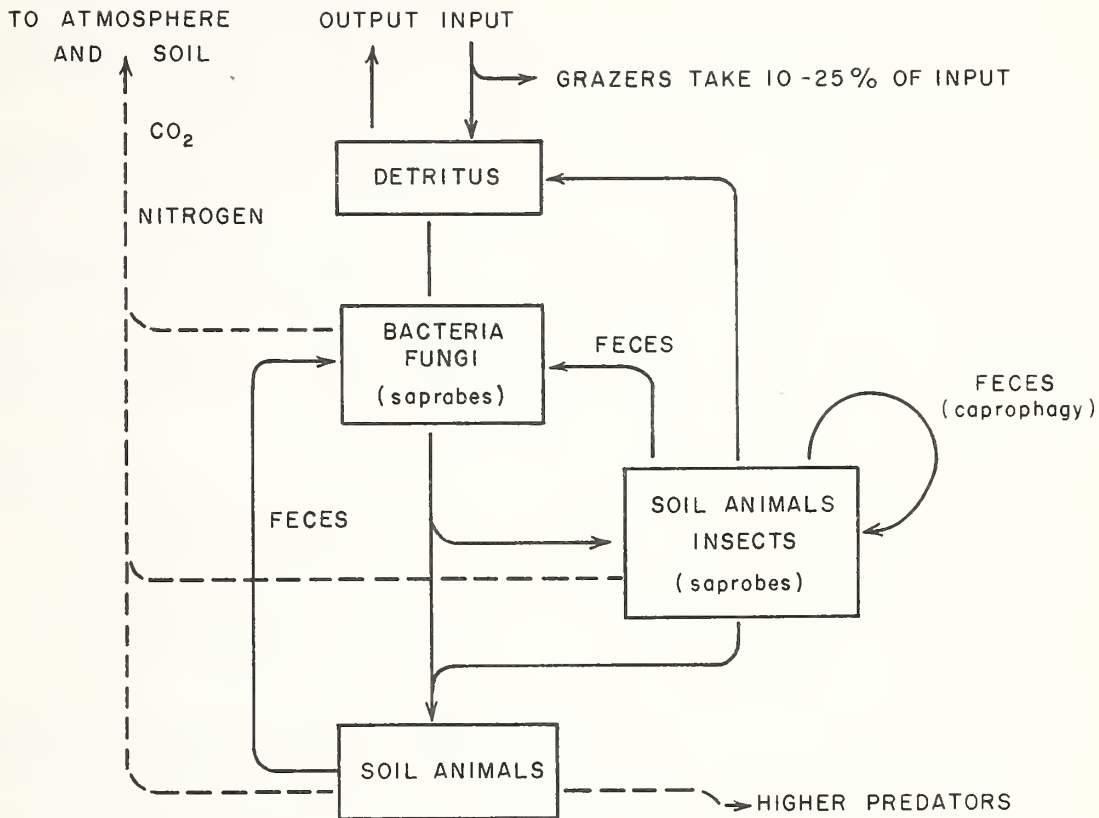 TO ATMOSPHERE
AND SOIL
OUTPUT INPUT
GRAZERS TAKE 10-25% OF INPUT
CO₂
DETRITUS
NITROGEN
BACTERIA
FUNGI
(saprabes)
FECES
FECES
(caprophagy)
SOIL ANIMALS
INSECTS
(saprobes)
FECES
SOIL ANIMALS
HIGHER PREDATORS